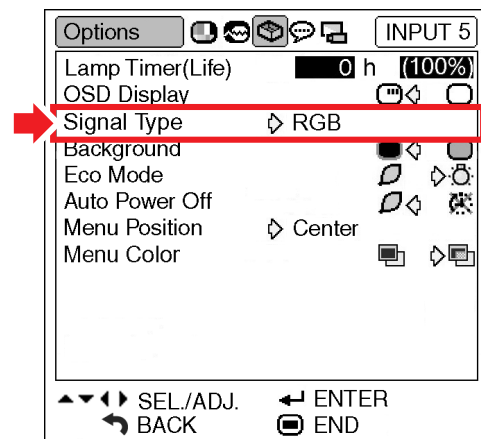 Options INPUT 5
Lamp Timer(Life) 0 h (100%)
OSD Display
Signal Type RGB
Background
Eco Mode
Auto Power Off
Menu Position Center
Menu Color
SEL./ADJ. ENTER
BACK END